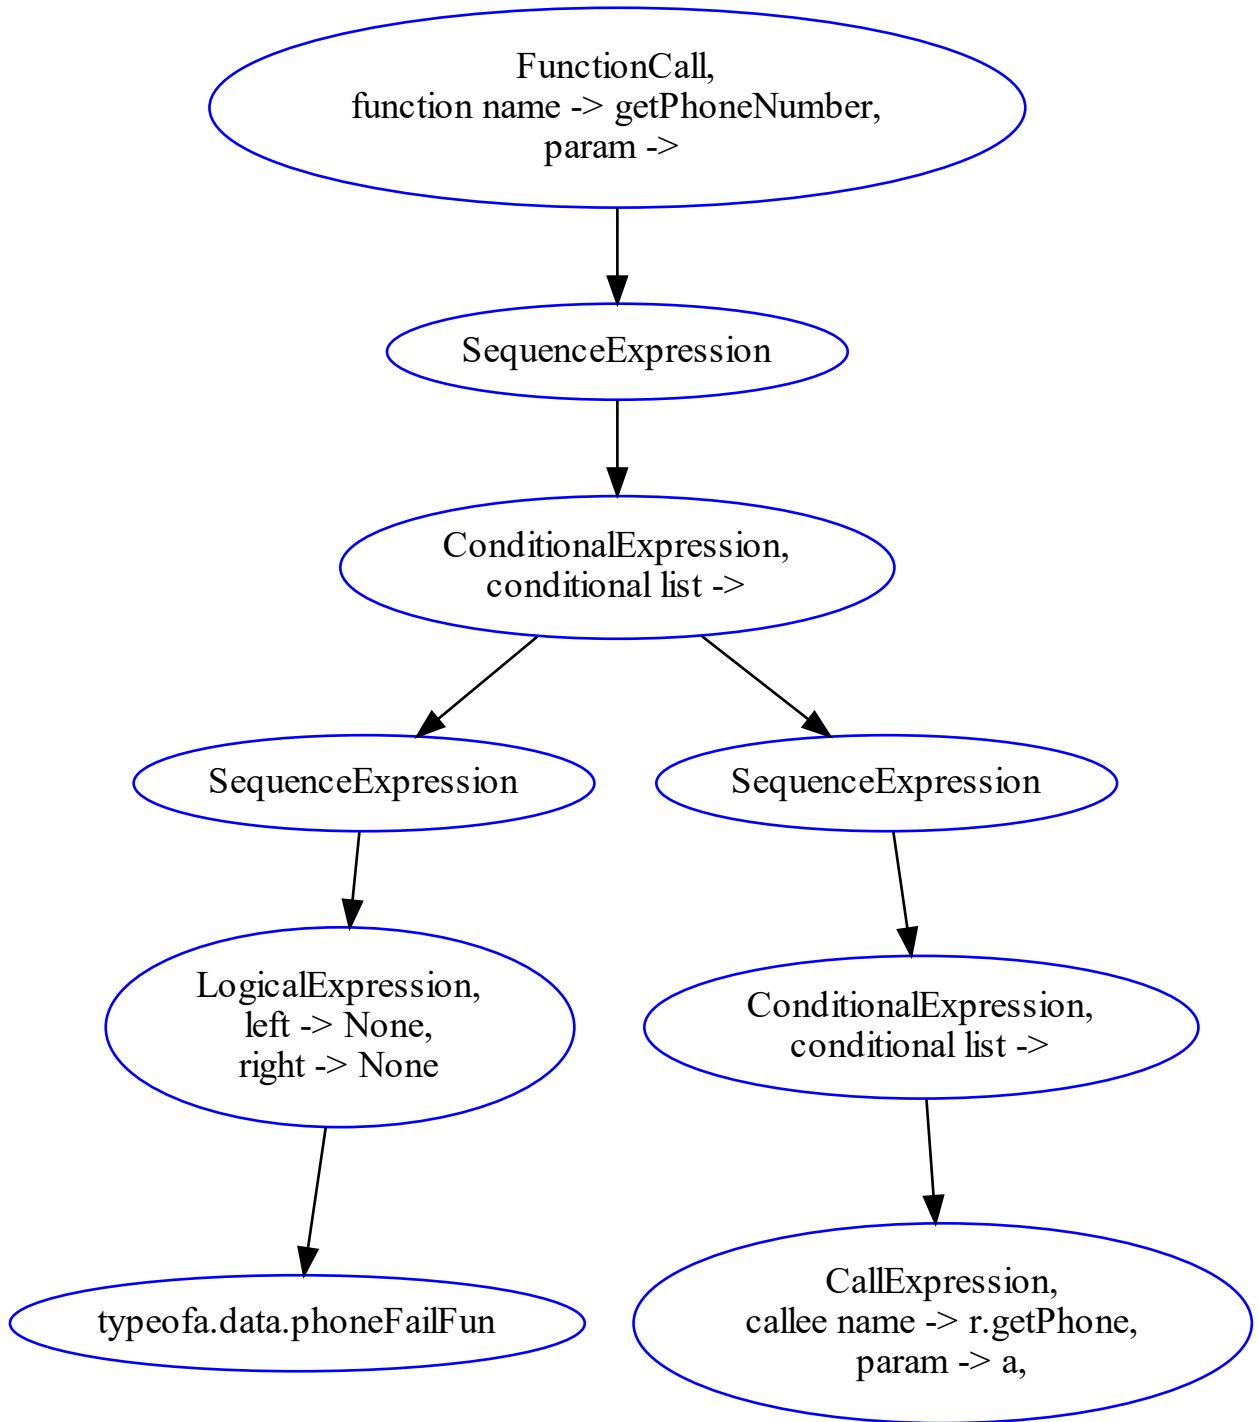 FunctionCall,
function name -> getPhoneNumber,
param ->
SequenceExpression
ConditionalExpression,
conditional list ->
SequenceExpression
SequenceExpression
LogicalExpression,
left -> None,
right -> None
ConditionalExpression,
conditional list ->
typeofa.data.phoneFailFun
CallExpression,
callee name -> r.getPhone,
param -> a,